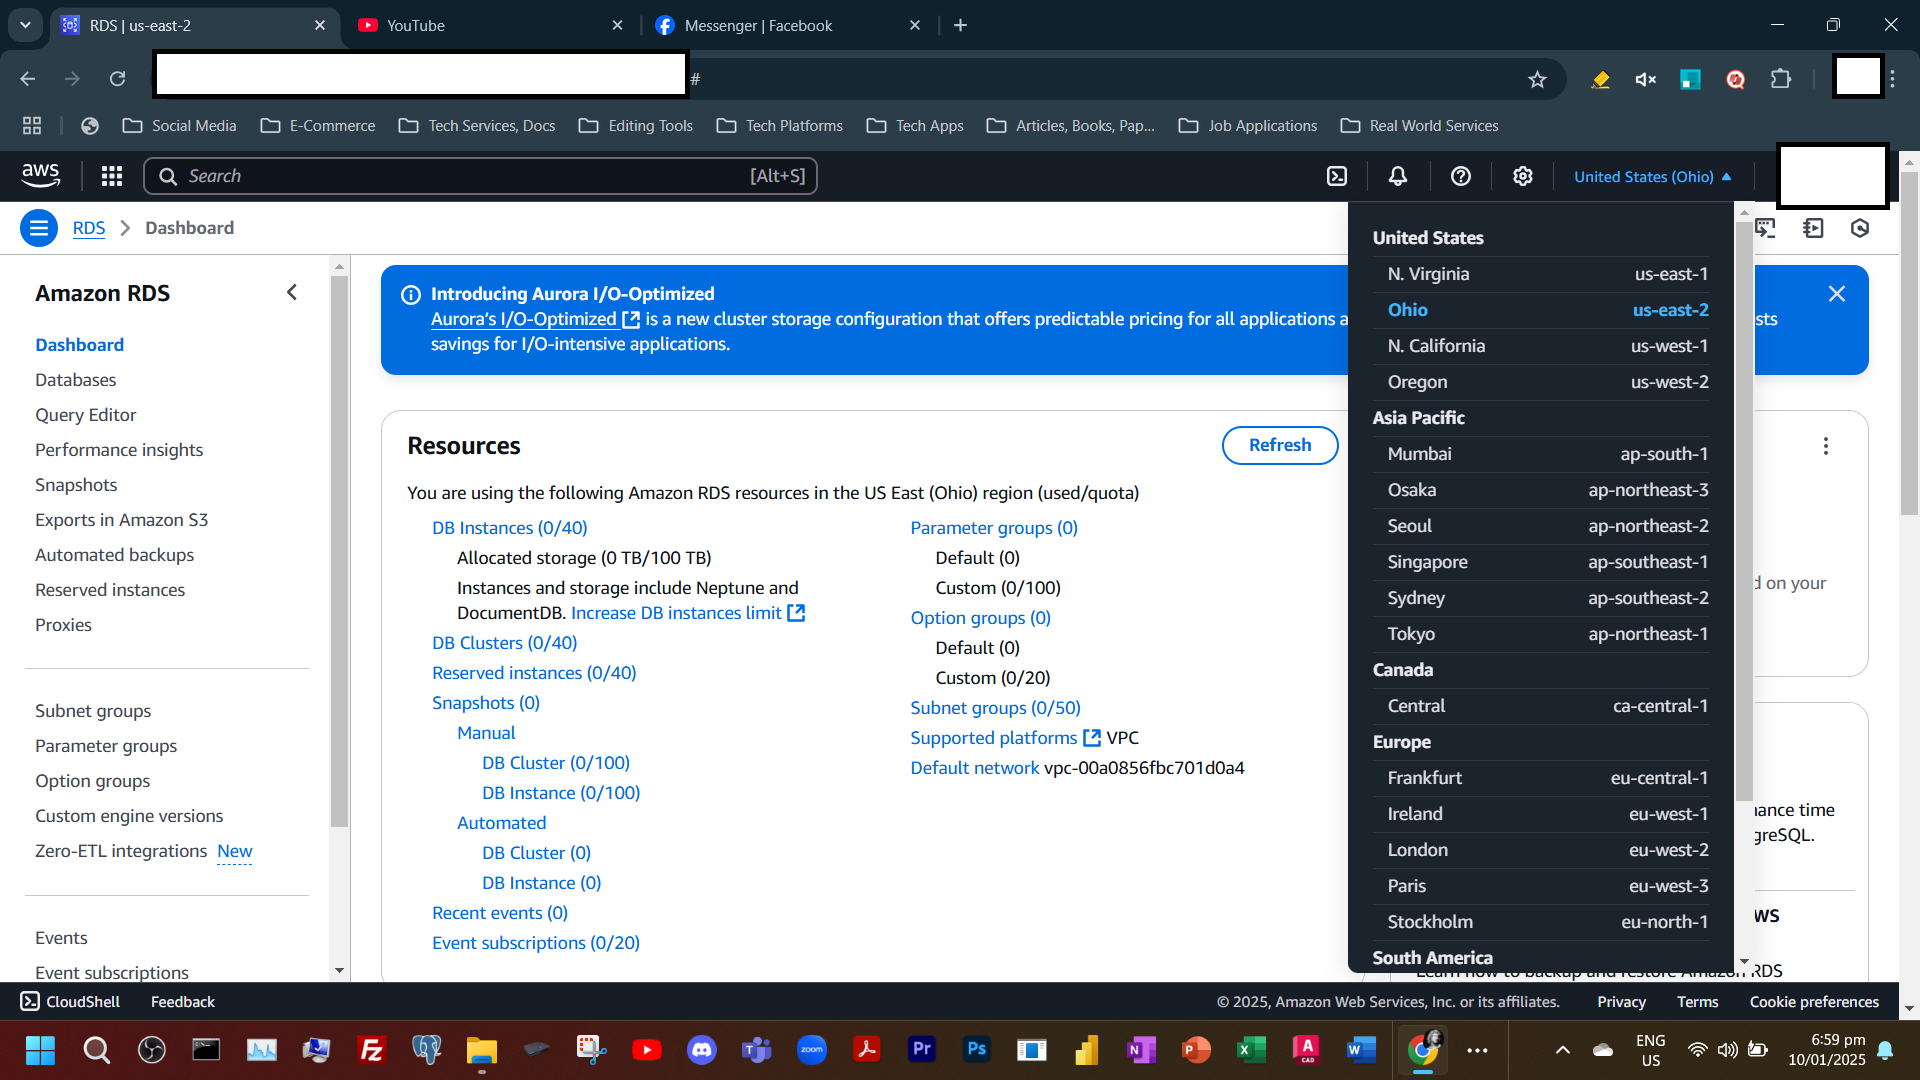 RDS | us-east-2
YouTube
Messenger | Facebook
#
Social Media
E-Commerce
Tech Services, Docs
Editing Tools
Tech Platforms
Tech Apps
Articles, Books, Pap...
Job Applications
Real World Services
aws
Search
[Alt+S]
United States (Ohio)
RDS
Dashboard
Amazon RDS
Dashboard
Databases
Query Editor
Performance insights
Snapshots
Exports in Amazon S3
Automated backups
Reserved instances
Proxies
Subnet groups
Parameter groups
Option groups
Custom engine versions
Zero-ETL integrations New
Events
Event subscriptions
Introducing Aurora I/O-Optimized
Aurora's I/O-Optimized is a new cluster storage configuration that offers predictable pricing for all applications a
sts
savings for I/O-intensive applications.
Resources
Refresh
You are using the following Amazon RDS resources in the US East (Ohio) region (used/quota)
DB Instances (0/40)
Allocated storage (0 TB/100 TB)
Instances and storage include Neptune and
DocumentDB. Increase DB instances limit
DB Clusters (0/40)
Reserved instances (0/40)
Snapshots (0)
Manual
DB Cluster (0/100)
DB Instance (0/100)
Automated
DB Cluster (0)
DB Instance (0)
Recent events (0)
Event subscriptions (0/20)
Parameter groups (0)
Default (0)
Custom (0/100)
Option groups (0)
Default (0)
Custom (0/20)
Subnet groups (0/50)
Supported platforms VPC
Default network vpc-00a0856fbc701d0a4
United States
N. Virginia us-east-1
Ohio us-east-2
N. California us-west-1
Oregon us-west-2
Asia Pacific
Mumbai ap-south-1
Osaka ap-northeast-3
Seoul ap-northeast-2
Singapore ap-southeast-1
Sydney ap-southeast-2
Tokyo ap-northeast-1
Canada
Central ca-central-1
Europe
Frankfurt eu-central-1
Ireland eu-west-1
London eu-west-2
Paris eu-west-3
Stockholm eu-north-1
South America
d on your
ance time
greSQL.
WS
Learn how to backup and restore Amazon RDS
CloudShell
Feedback
© 2025, Amazon Web Services, Inc. or its affiliates.
Privacy
Terms
Cookie preferences
Fz
zoom
Pr
Ps
N
P
X
A
CAD
W
ENG
US
6:59 pm
10/01/2025